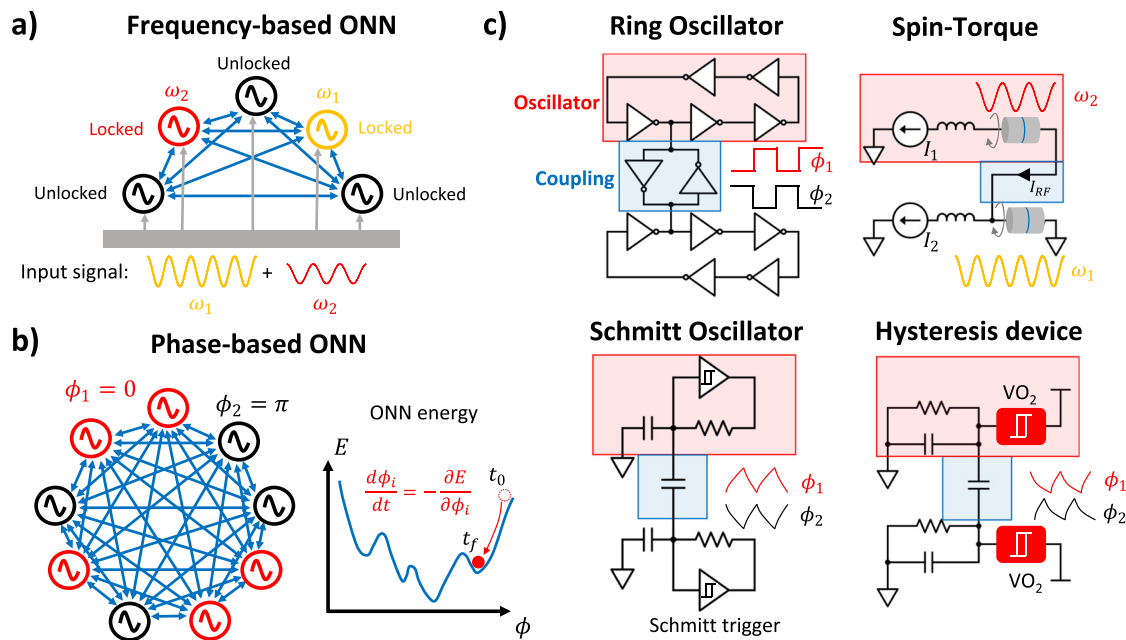 a)
Frequency-based ONN
Unlocked
ω₂
ω₁
Locked
Locked
Unlocked
Unlocked
Input signal:
+
ω₁
ω₂
b)
Phase-based ONN
ϕ₁ = 0
ϕ₂ = π
ONN energy
E
dϕᵢ/dt = −∂E/∂ϕᵢ
t₀
t_f
ϕ
c)
Ring Oscillator
Oscillator
Coupling
ϕ₁
ϕ₂
Spin-Torque
ω₂
I₁
I_RF
I₂
ω₁
Schmitt Oscillator
ϕ₁
ϕ₂
Schmitt trigger
Hysteresis device
VO₂
ϕ₁
ϕ₂
VO₂